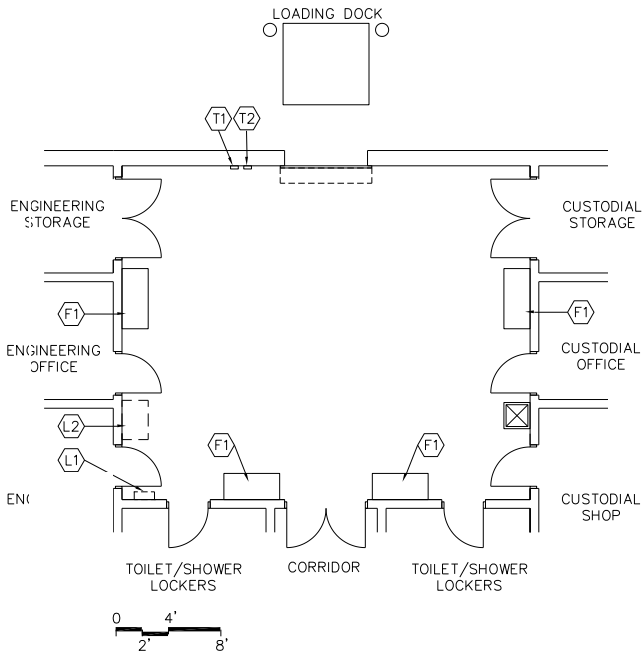 LOADING DOCK
T1 T2
ENGINEERING
STORAGE
CUSTODIAL
STORAGE
F1
F1
ENGINEERING
OFFICE
CUSTODIAL
OFFICE
L2
F1
F1
L1
CUSTODIAL
SHOP
TOILET/SHOWER
LOCKERS
CORRIDOR
TOILET/SHOWER
LOCKERS
0 4'
2' 8'